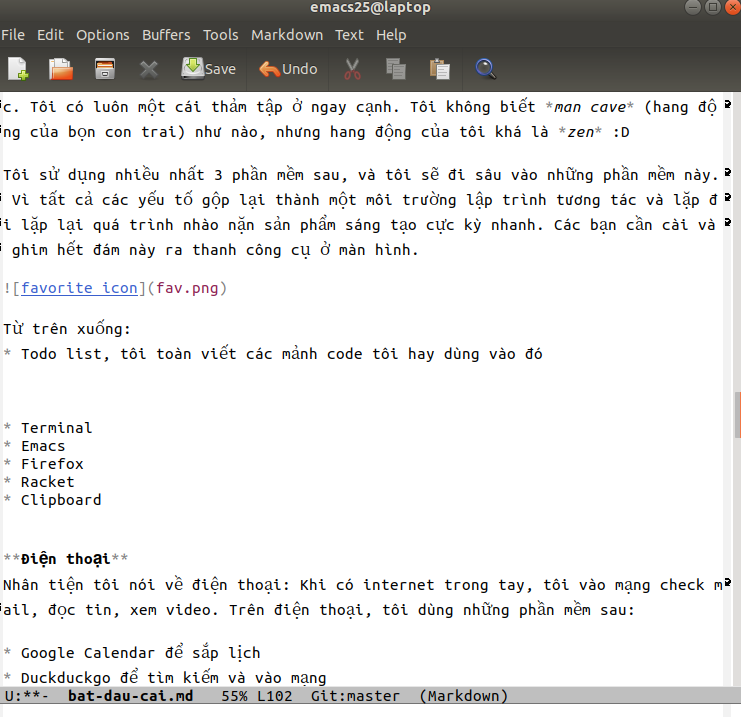 emacs25@laptop
File Edit Options Buffers Tools Markdown Text Help
Save Undo
c. Tôi có luôn một cái thảm tập ở ngay cạnh. Tôi không biết *man cave* (hang độ
ng của bọn con trai) như nào, nhưng hang động của tôi khá là *zen* :D
Tôi sử dụng nhiều nhất 3 phần mềm sau, và tôi sẽ đi sâu vào những phần mềm này.
Vì tất cả các yếu tố gộp lại thành một môi trường lập trình tương tác và lặp đ
i lặp lại quá trình nhào nặn sản phẩm sáng tạo cực kỳ nhanh. Các bạn cần cài và
ghim hết đám này ra thanh công cụ ở màn hình.
![favorite icon](fav.png)
Từ trên xuống:
* Todo list, tôi toàn viết các mảnh code tôi hay dùng vào đó
* Terminal
* Emacs
* Firefox
* Racket
* Clipboard
**Điện thoại**
Nhân tiện tôi nói về điện thoại: Khi có internet trong tay, tôi vào mạng check m
ail, đọc tin, xem video. Trên điện thoại, tôi dùng những phần mềm sau:
* Google Calendar để sắp lịch
* Duckduckgo để tìm kiếm và vào mạng
U:**- bat-dau-cai.md 55% L102 Git:master (Markdown)